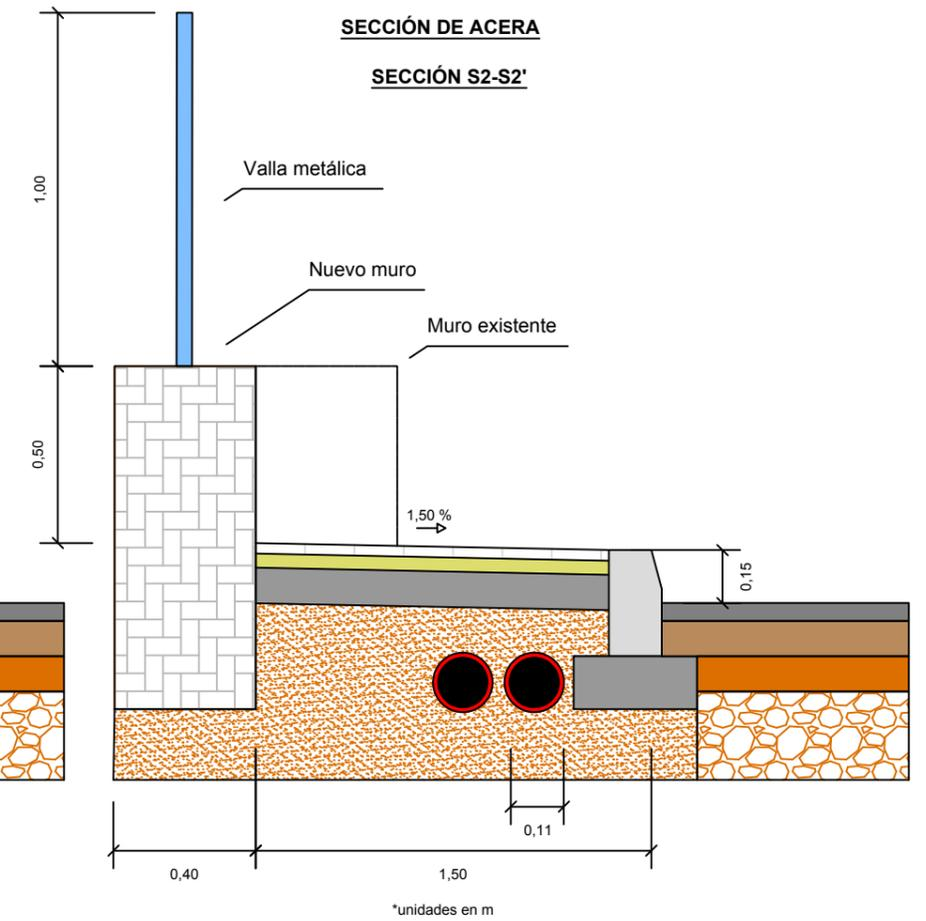 SECCIÓN DE ACERA
SECCIÓN S2-S2'
Valla metálica
1,00
Nuevo muro
Muro existente
0,50
1,50 %
0,15
0,11
0,40
1,50
*unidades en m